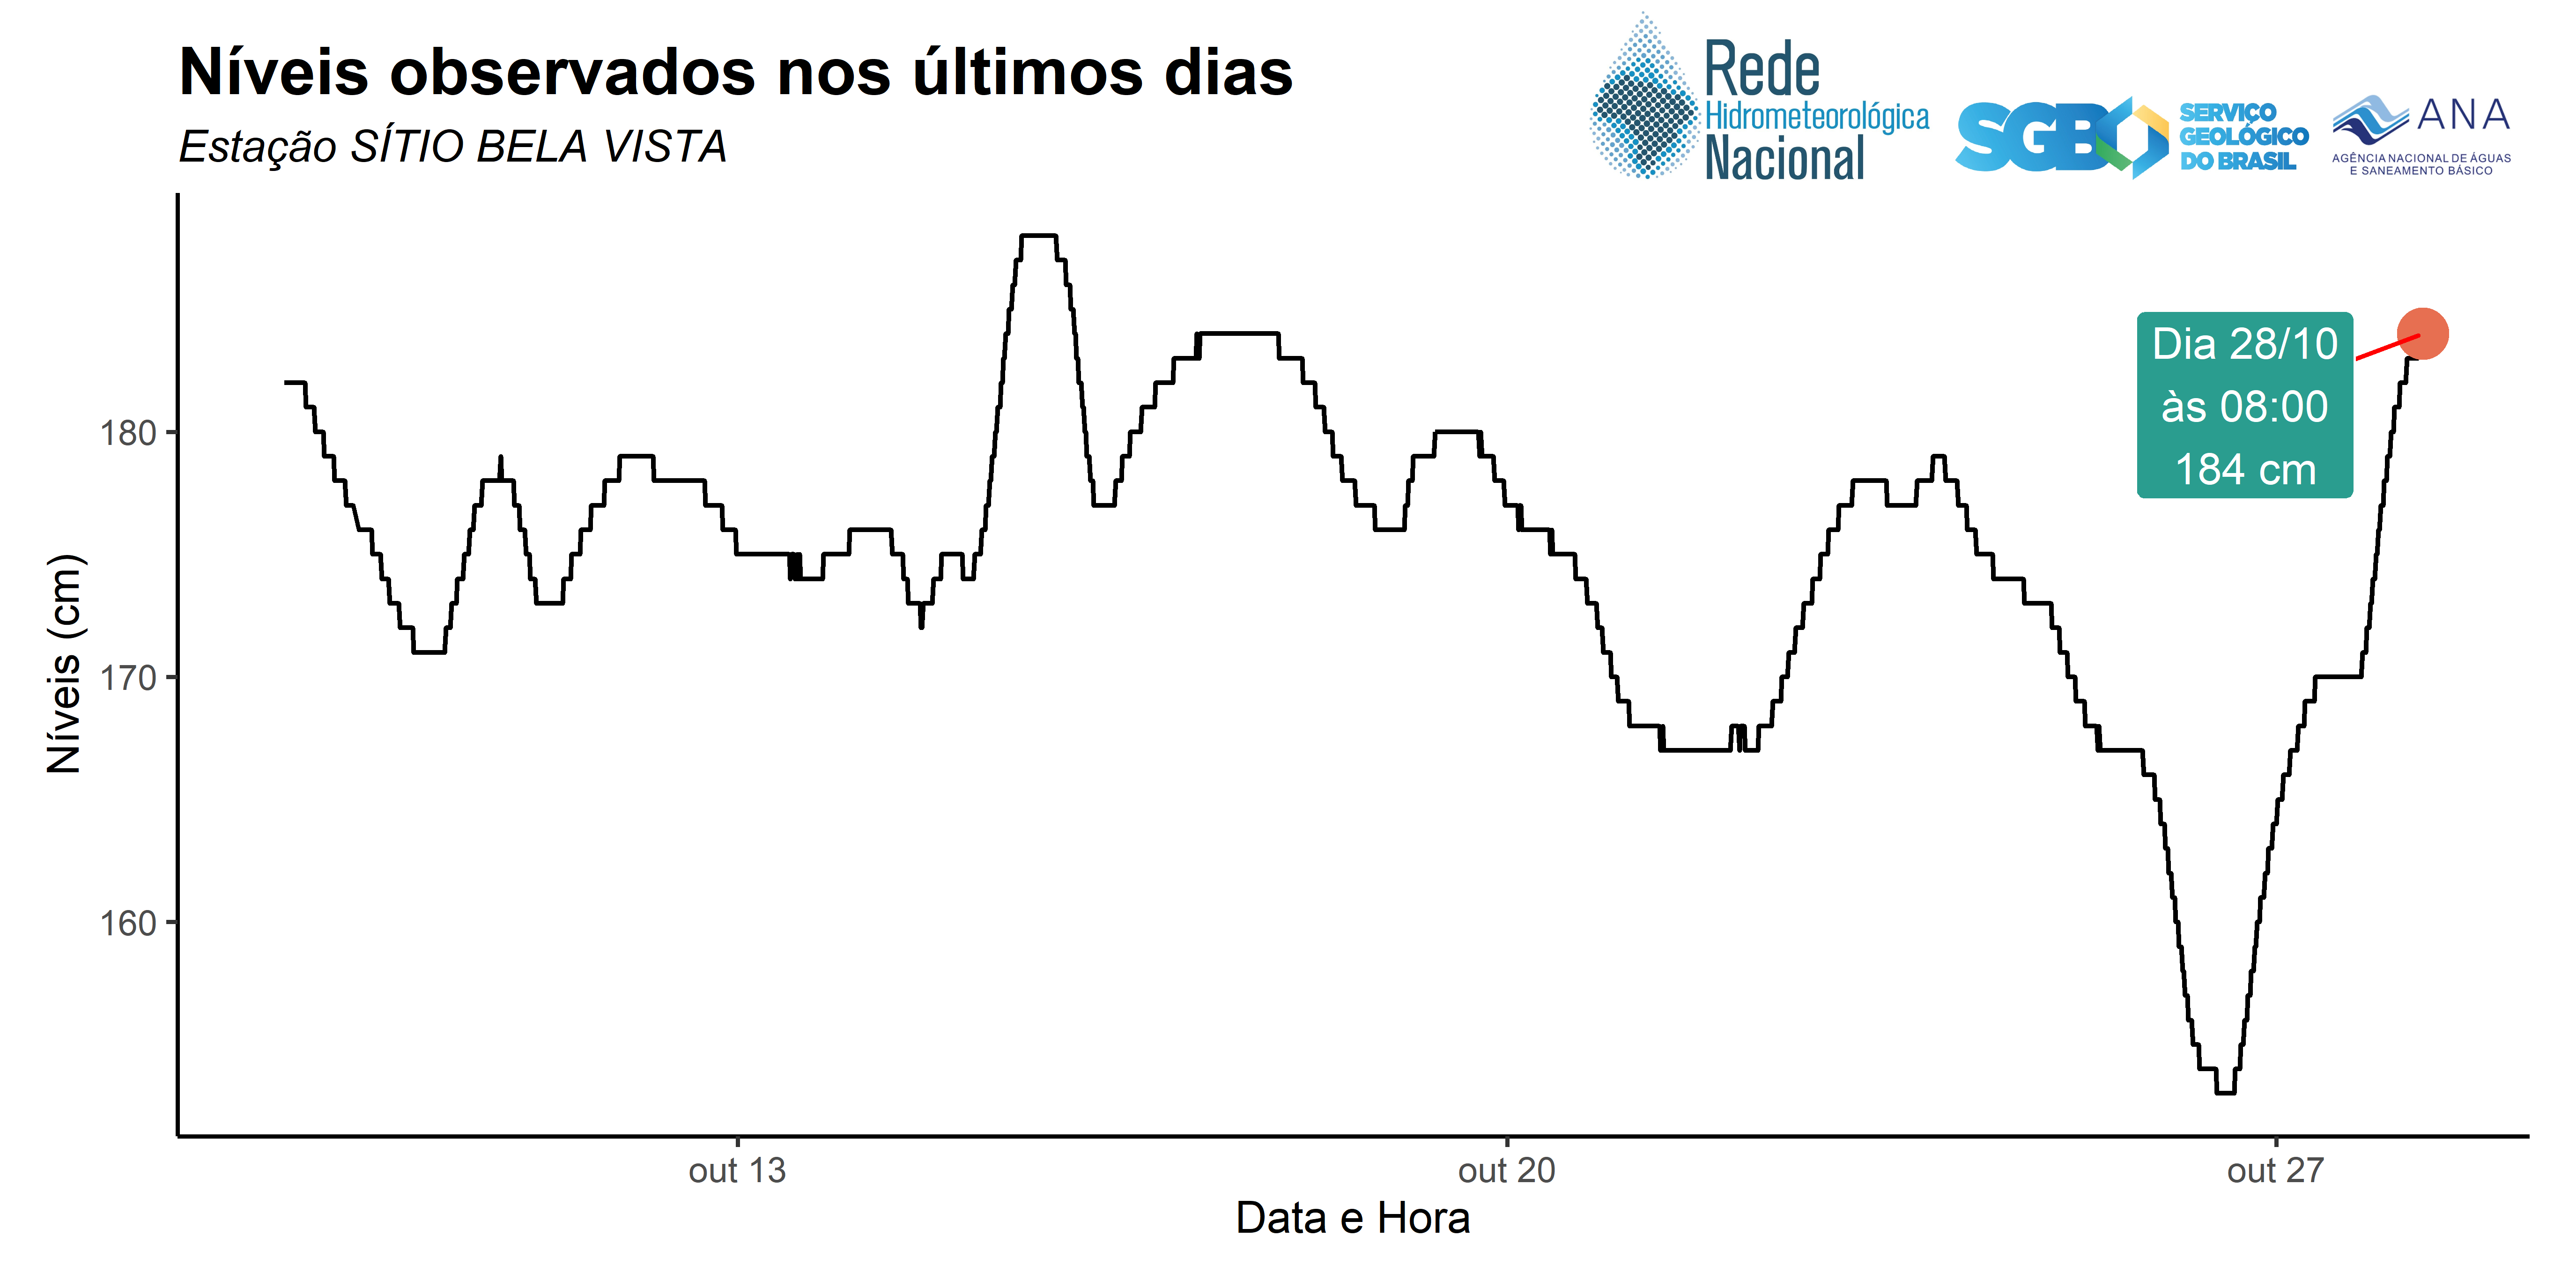 Níveis observados nos últimos dias
Estação SÍTIO BELA VISTA
Rede
Hidrometeorológica
Nacional
SGB
SERVIÇO
GEOLÓGICO
DO BRASIL
ANA
AGÊNCIA NACIONAL DE ÁGUAS
E SANEAMENTO BÁSICO
Níveis (cm)
180
170
160
Dia 28/10
às 08:00
184 cm
out 13
out 20
out 27
Data e Hora